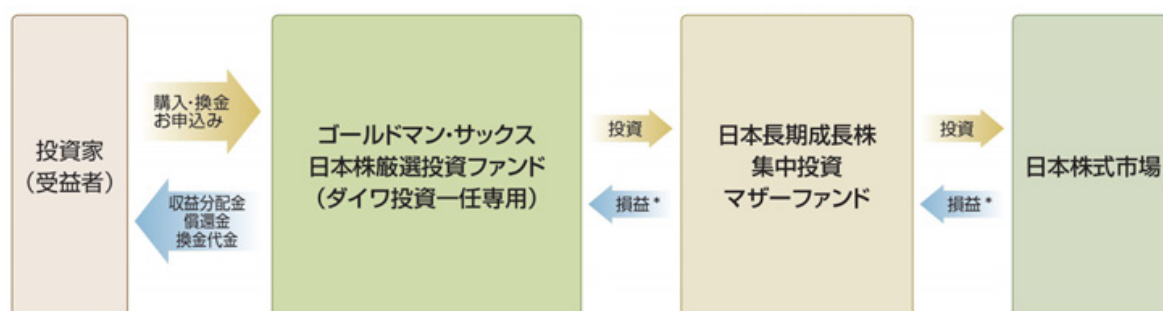 投資家
（受益者）
購入・換金
お申込み
収益分配金
償還金
換金代金
ゴールドマン・サックス
日本株厳選投資ファンド
（ダイワ投資一任専用）
投資
損益*
日本長期成長株
集中投資
マザーファンド
投資
損益*
日本株式市場